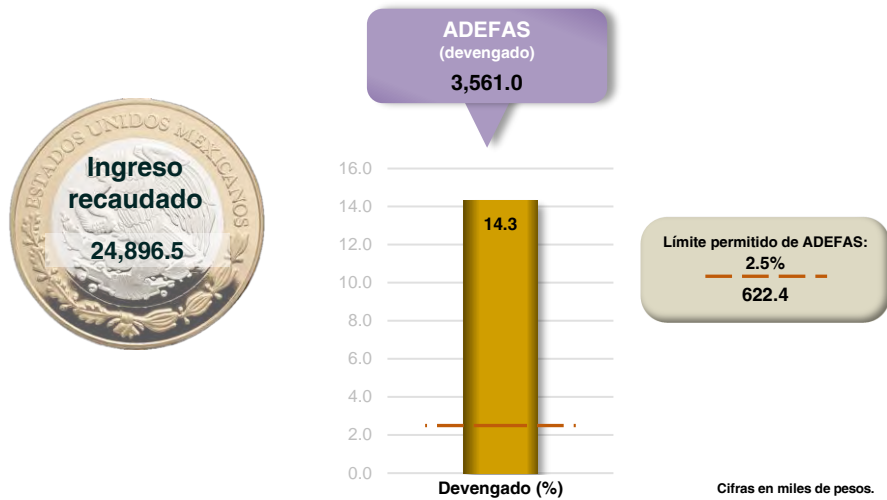 ADEFAS
(devengado)
3,561.0
ESTADOS UNIDOS MEXICANOS
Ingreso
recaudado
24,896.5
16.0
14.0
12.0
10.0
8.0
6.0
4.0
2.0
0.0
14.3
Devengado (%)
Límite permitido de ADEFAS:
2.5%
622.4
Cifras en miles de pesos.